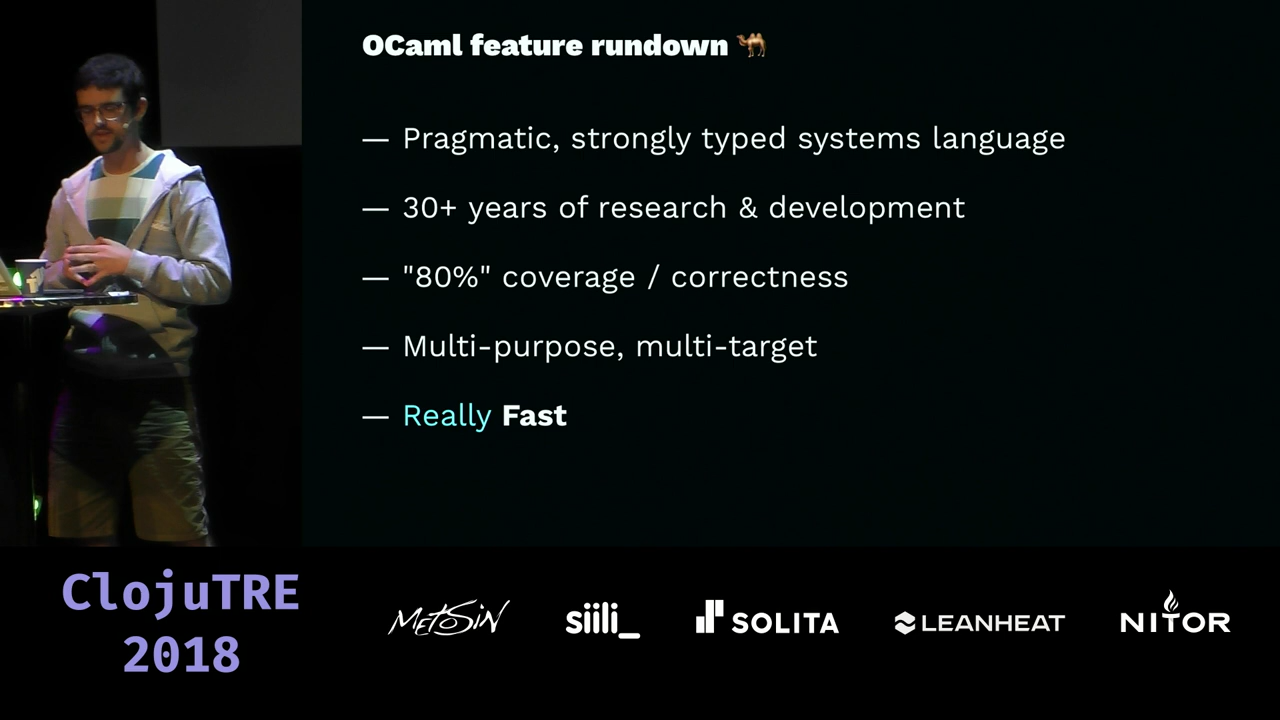 OCaml feature rundown 🐫
— Pragmatic, strongly typed systems language
— 30+ years of research & development
— "80%" coverage / correctness
— Multi-purpose, multi-target
— Really Fast
ClojuTRE
2018
METOSIN
siili_
SOLITA
LEANHEAT
NITOR